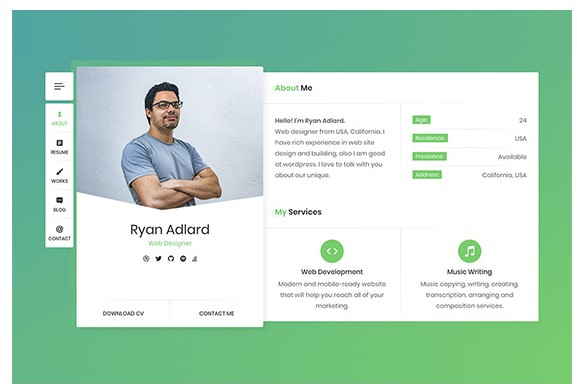 ABOUT
RESUME
WORKS
BLOG
CONTACT
Ryan Adlard
Web Designer
DOWNLOAD CV
CONTACT ME
About Me
Hello! I'm Ryan Adlard.
Web designer from USA, California, I
have rich experience in web site
design and building, also I am good
at wordpress. I love to talk with you
about our unique.
Age: 24
Residence: USA
Freelance: Available
Address: California, USA
My Services
Web Development
Modern and mobile-ready website
that will help you reach all of your
marketing.
Music Writing
Music copying, writing, creating,
transcription, arranging and
composition services.